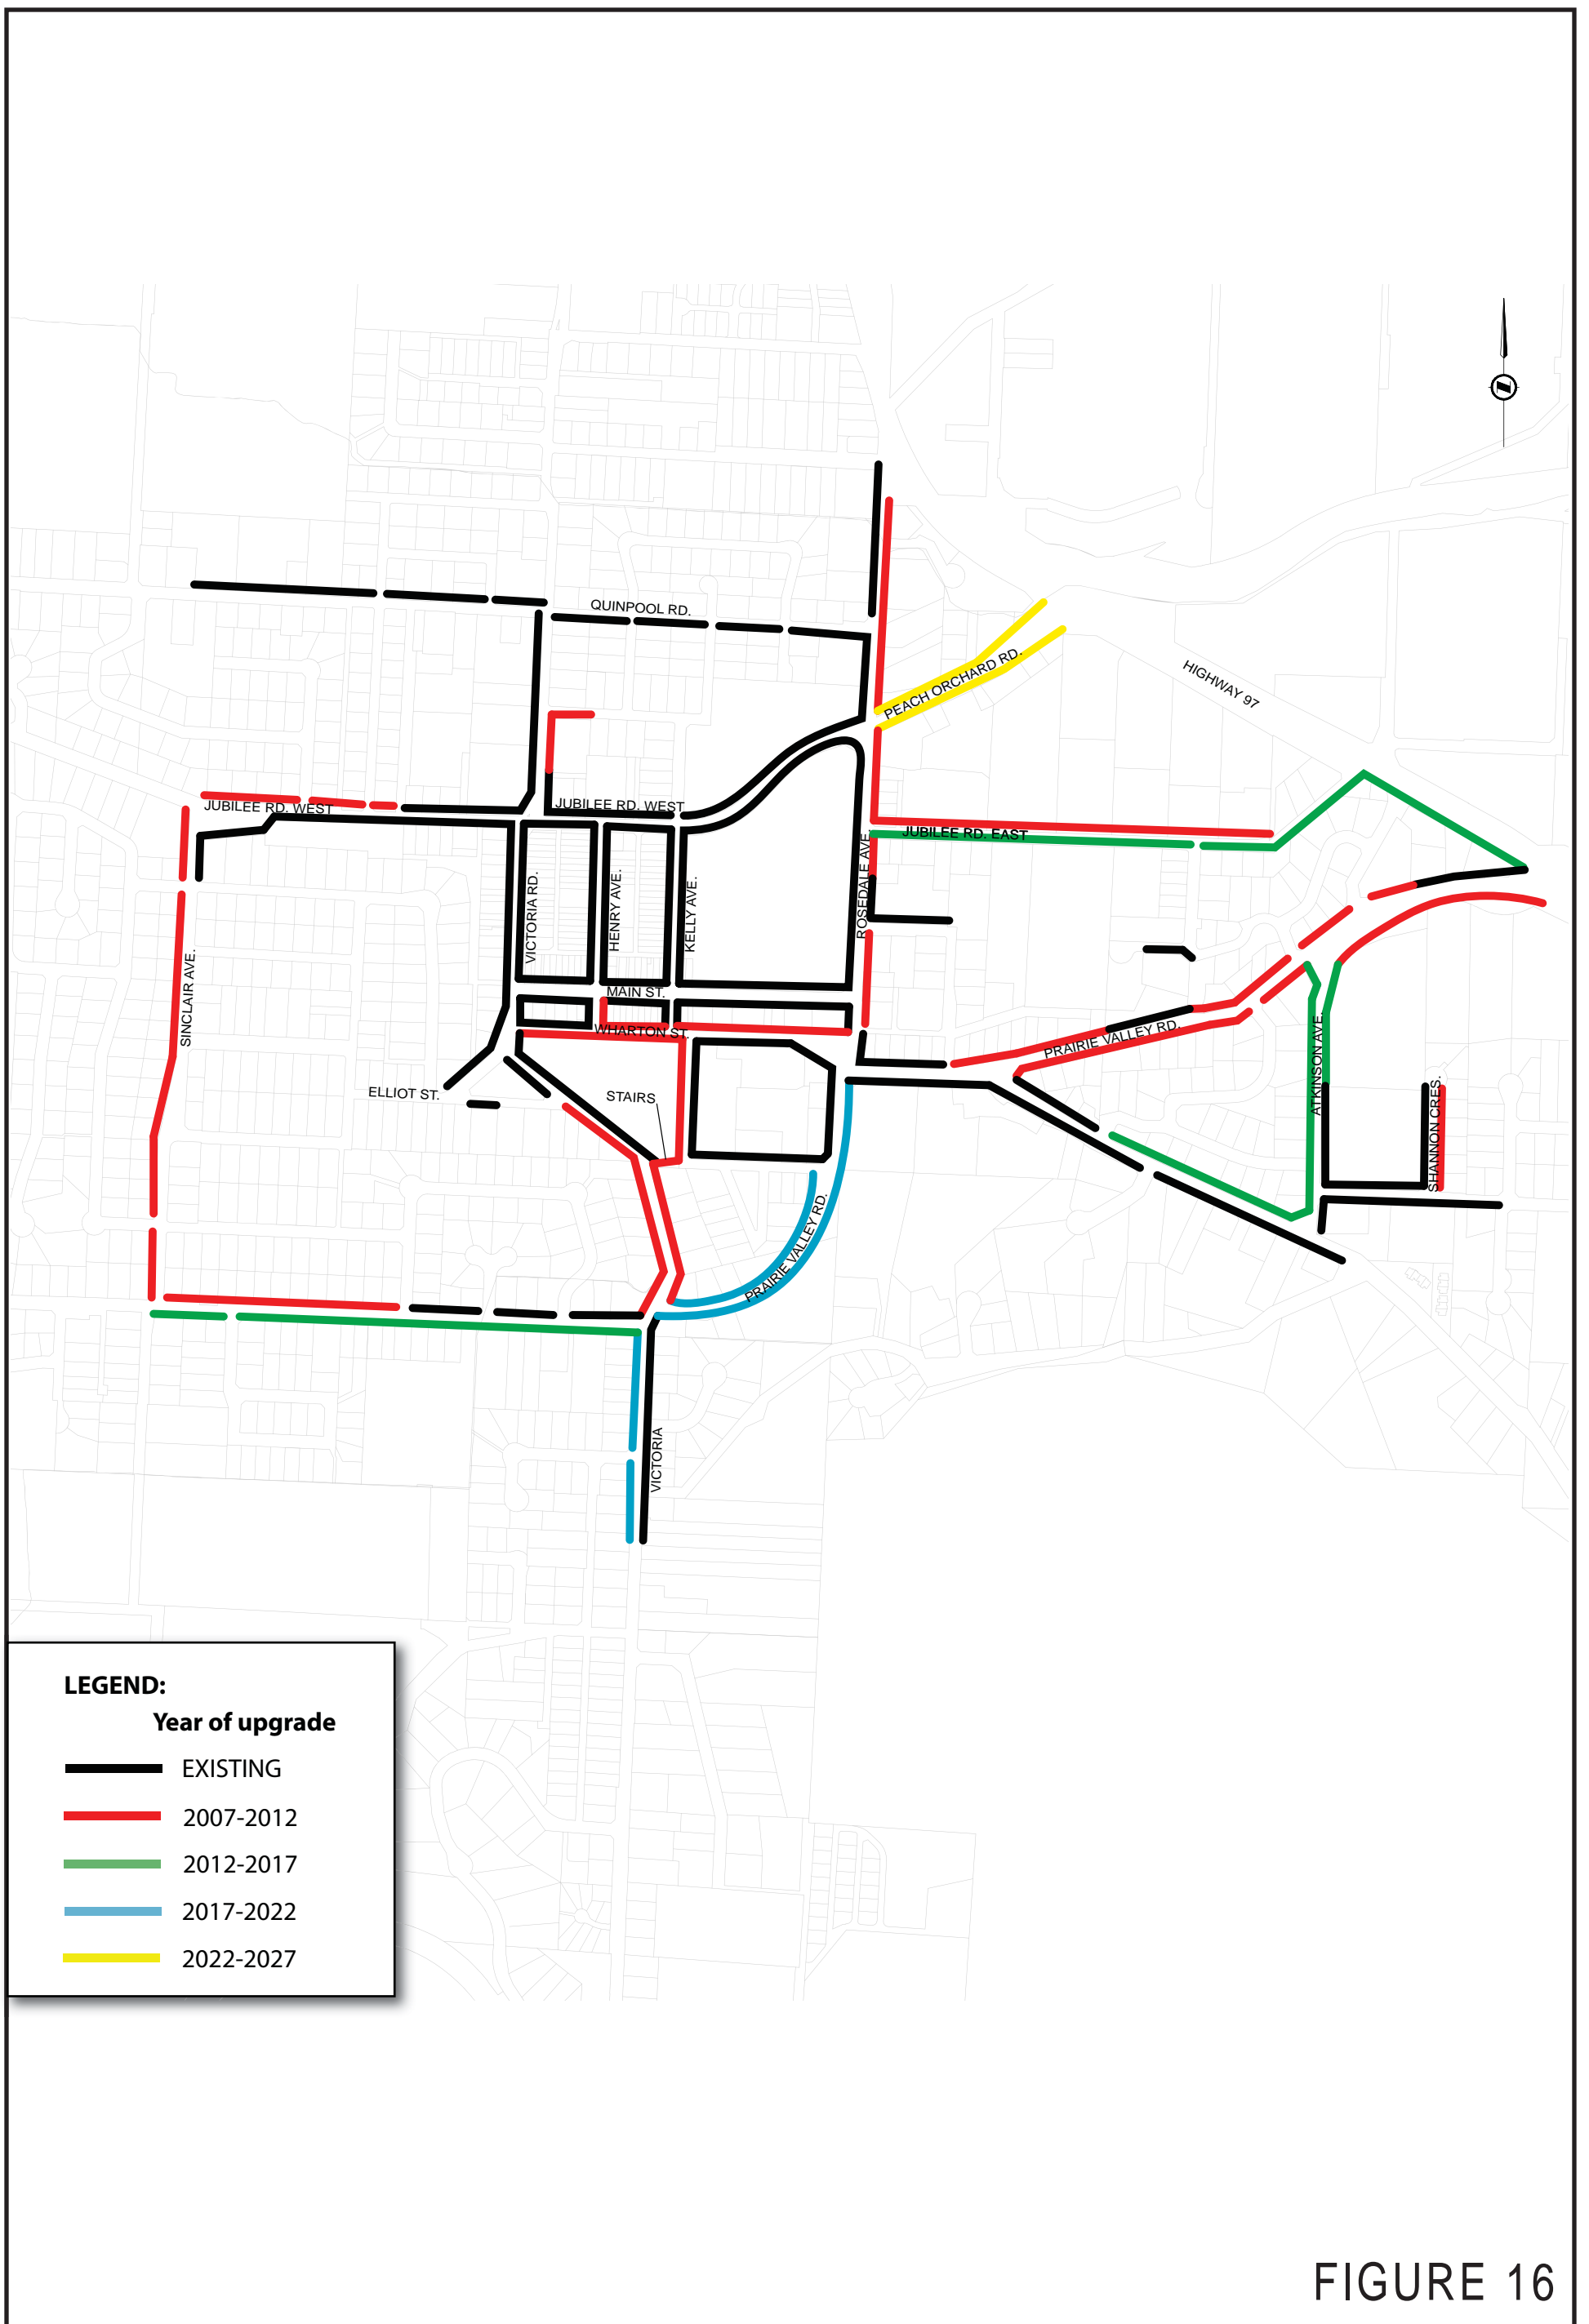 QUINPOOL RD.
PEACH ORCHARD RD.
HIGHWAY 97
JUBILEE RD. WEST
JUBILEE RD. WEST
JUBILEE RD. EAST
ROSEDALE AVE.
VICTORIA RD.
HENRY AVE.
KELLY AVE.
SINCLAIR AVE.
MAIN ST.
WHARTON ST.
PRAIRIE VALLEY RD.
ATKINSON AVE.
SHANNON CRES.
ELLIOT ST.
STAIRS
PRAIRIE VALLEY RD.
VICTORIA
LEGEND:
Year of upgrade
EXISTING
2007-2012
2012-2017
2017-2022
2022-2027
FIGURE 16